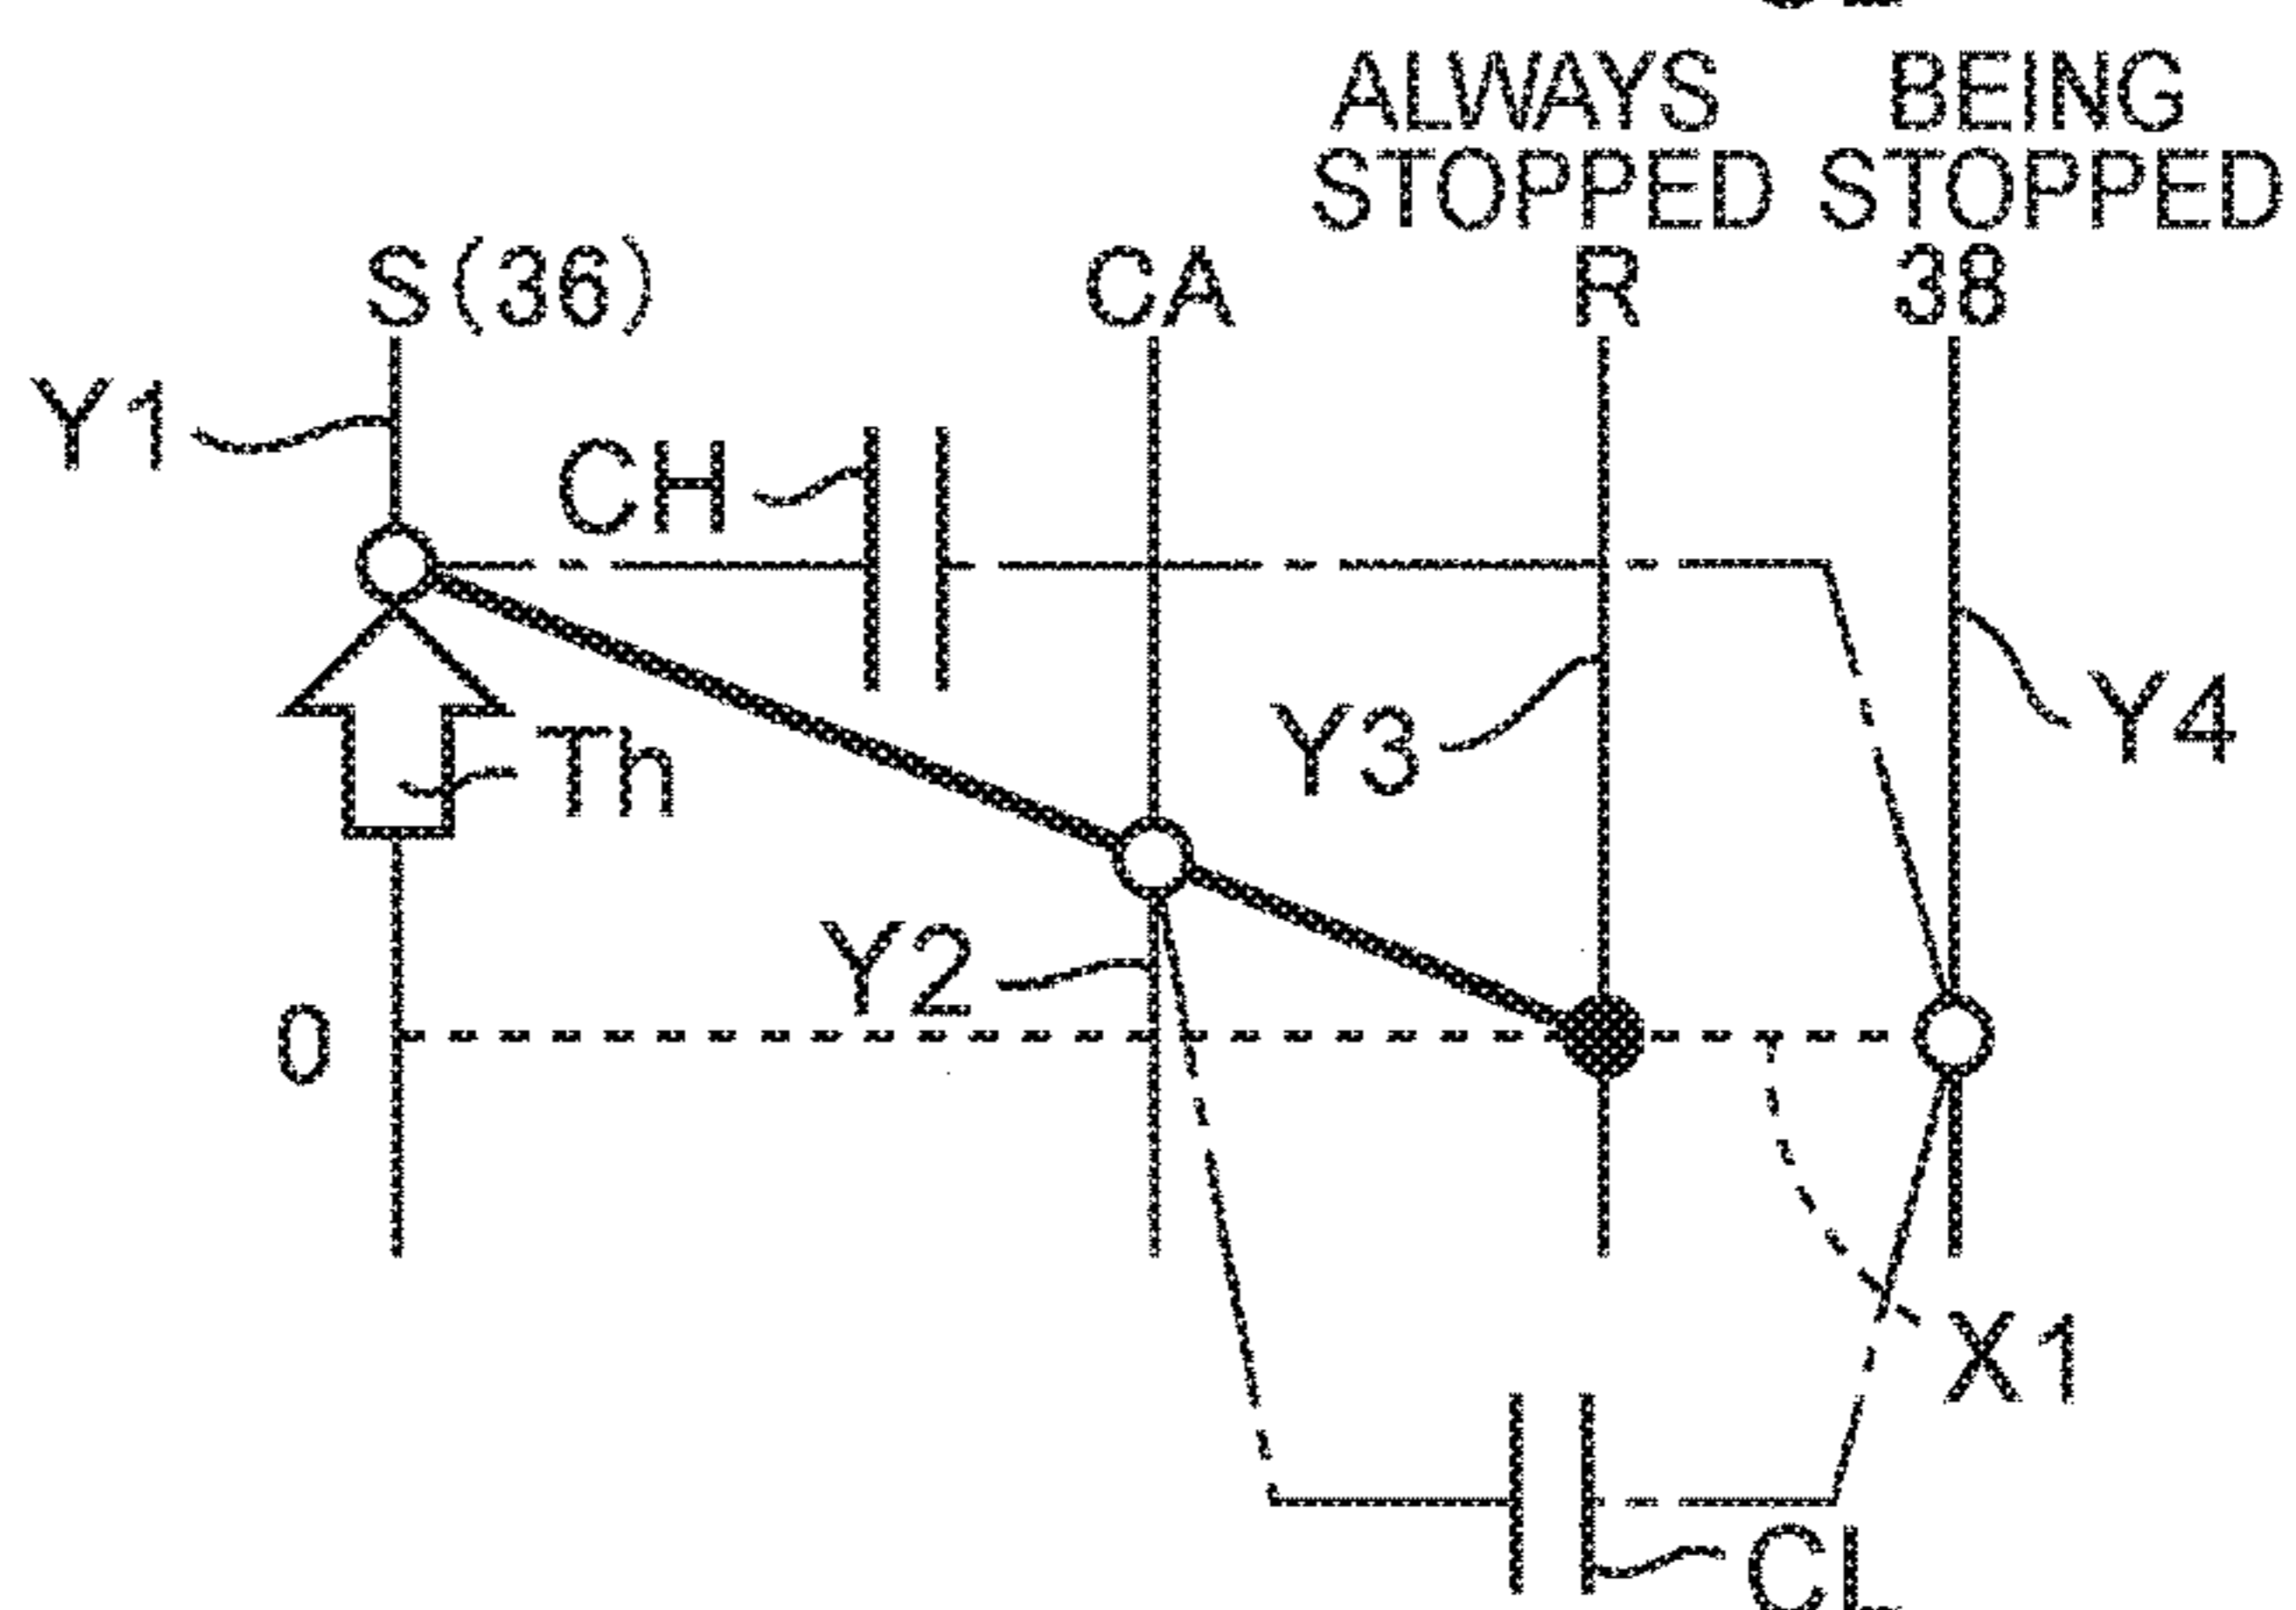 ALWAYS BEING
STOPPED STOPPED
S(36) CA R 38
Y1
CH
Y3
Y4
Th
Y2
0
X1
CL